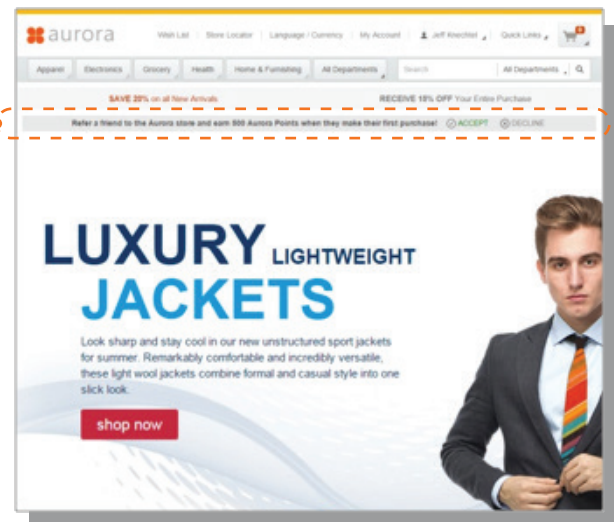 aurora
Wish List Store Locator Language / Currency My Account Jeff Knechtel Quick Links 0
Apparel Electronics Grocery Health Home & Furnishing All Departments Search All Departments
SAVE 20% on all New Arrivals RECEIVE 15% OFF Your Entire Purchase
Refer a friend to the Aurora store and earn 500 Aurora Points when they make their first purchase! ACCEPT DECLINE
LUXURY LIGHTWEIGHT
JACKETS
Look sharp and stay cool in our new unstructured sport jackets
for summer. Remarkably comfortable and incredibly versatile,
these light wool jackets combine formal and casual style into one
slick look.
shop now